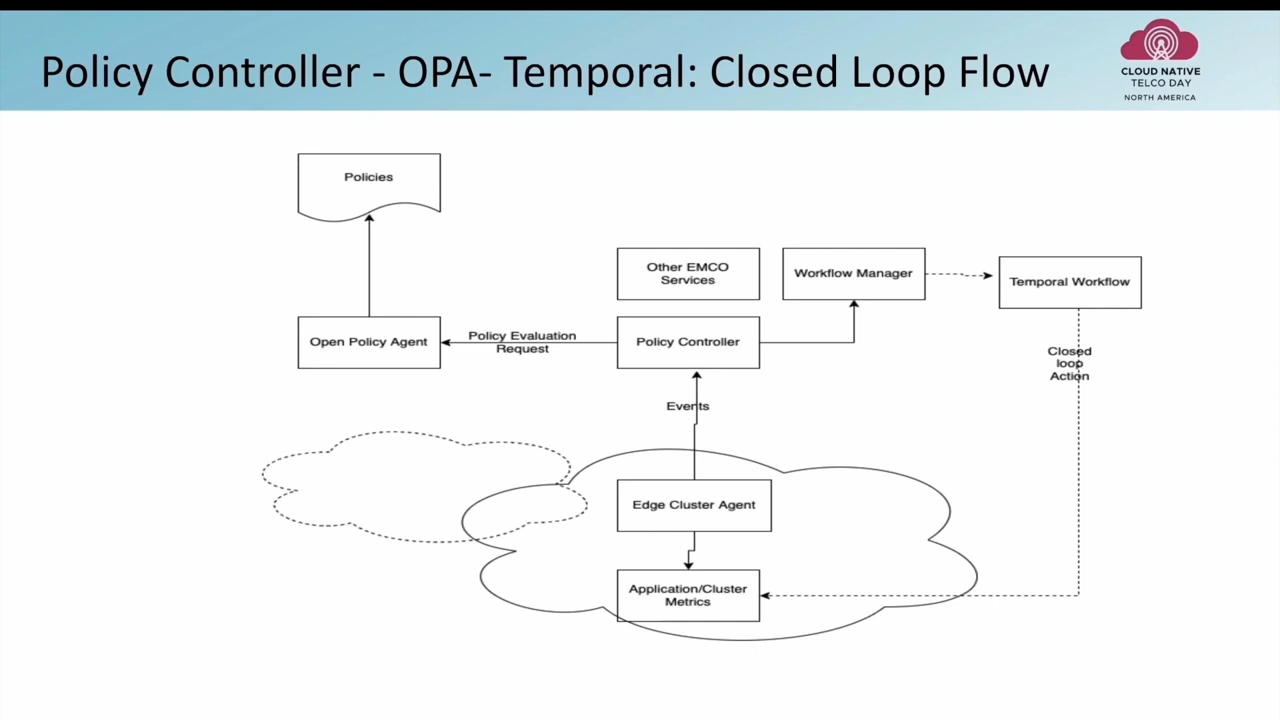 Policy Controller - OPA- Temporal: Closed Loop Flow
CLOUD NATIVE
TELCO DAY
NORTH AMERICA
Policies
Other EMCO
Services
Workflow Manager
Temporal Workflow
Open Policy Agent
Policy Evaluation
Request
Policy Controller
Closed
loop
Action
Events
Edge Cluster Agent
Application/Cluster
Metrics